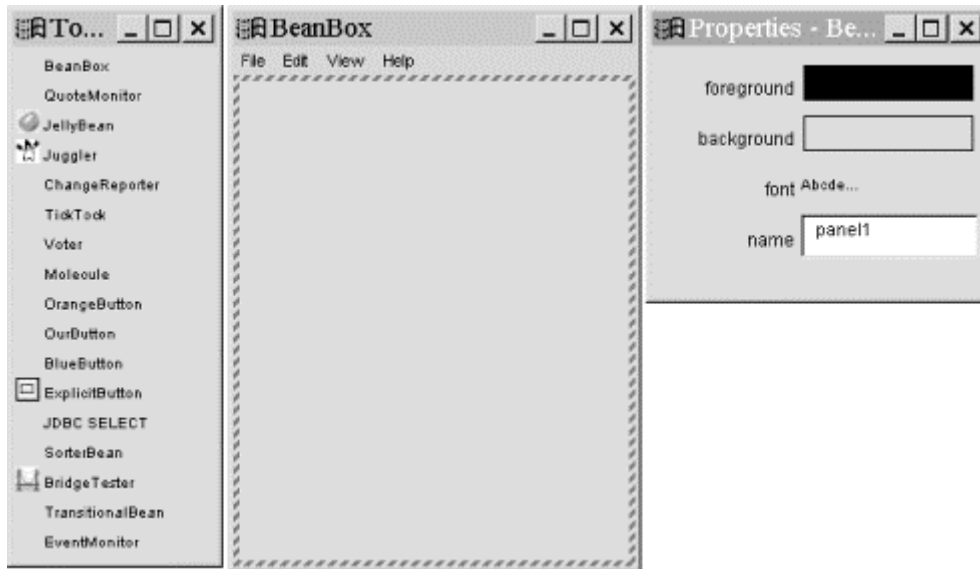 To...
BeanBox
QuoteMonitor
JellyBean
Juggler
ChangeReporter
TickTock
Voter
Molecule
OrangeButton
OurButton
BlueButton
ExplicitButton
JDBC SELECT
SorterBean
BridgeTester
TransitionalBean
EventMonitor
BeanBox
File Edit View Help
Properties - Be...
foreground
background
font Abcde...
name panel1